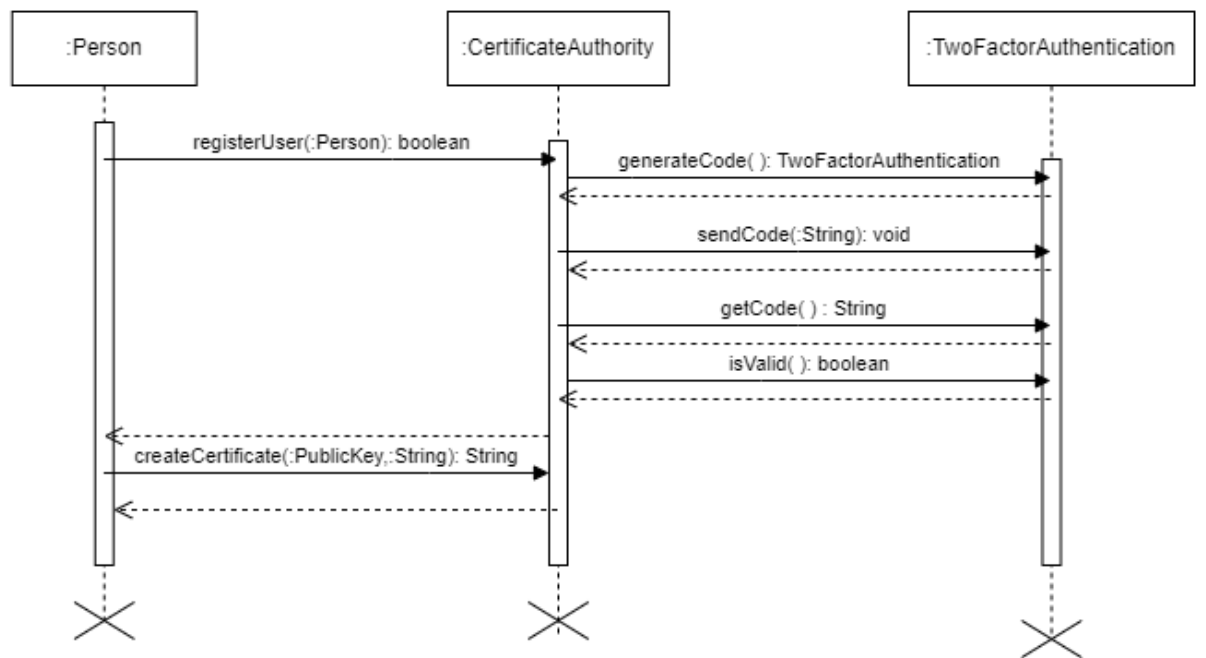 :Person
:CertificateAuthority
:TwoFactorAuthentication
registerUser(:Person): boolean
generateCode( ): TwoFactorAuthentication
sendCode(:String): void
getCode( ) : String
isValid( ): boolean
createCertificate(:PublicKey,:String): String